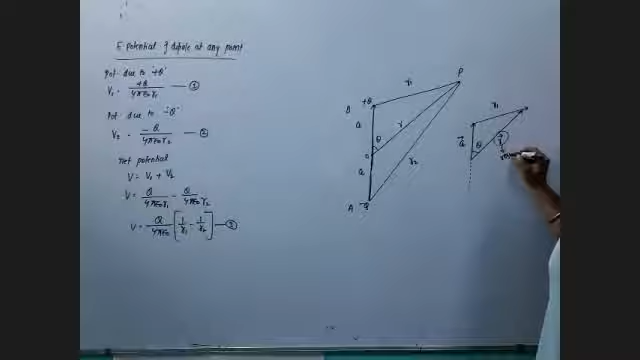 E potential of dipole at any point
Pot due to '+Q'
V₁ = +Q/4πε₀r₁ —— ①
Pot due to '-Q'
V₂ = -Q/4πε₀r₂ —— ②
Net potential
V = V₁ + V₂
V = Q/4πε₀r₁ - Q/4πε₀r₂
V = Q/4πε₀ [1/r₁ - 1/r₂] —— ③
P
r₁
B +Q
a
r
θ
O
r₂
a
A -Q
r₁
a
θ
r